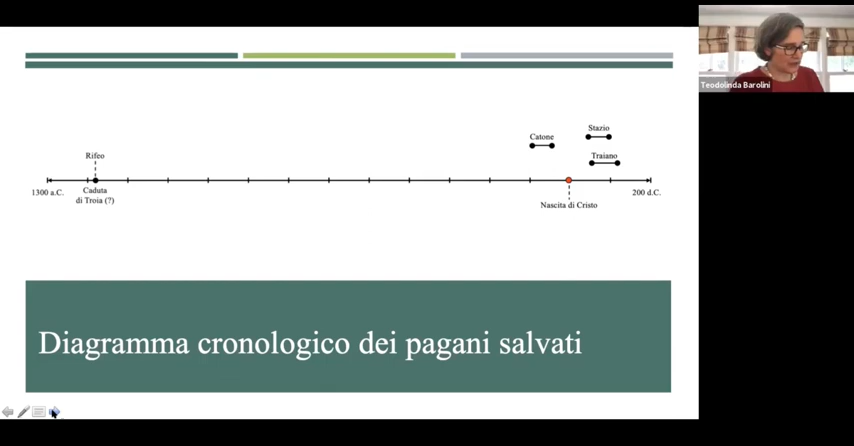 Teodolinda Barolini
Stazio
Catone
Rifeo
Traiano
1300 a.C.
Caduta
di Troia (?)
Nascita di Cristo
200 d.C.
Diagramma cronologico dei pagani salvati